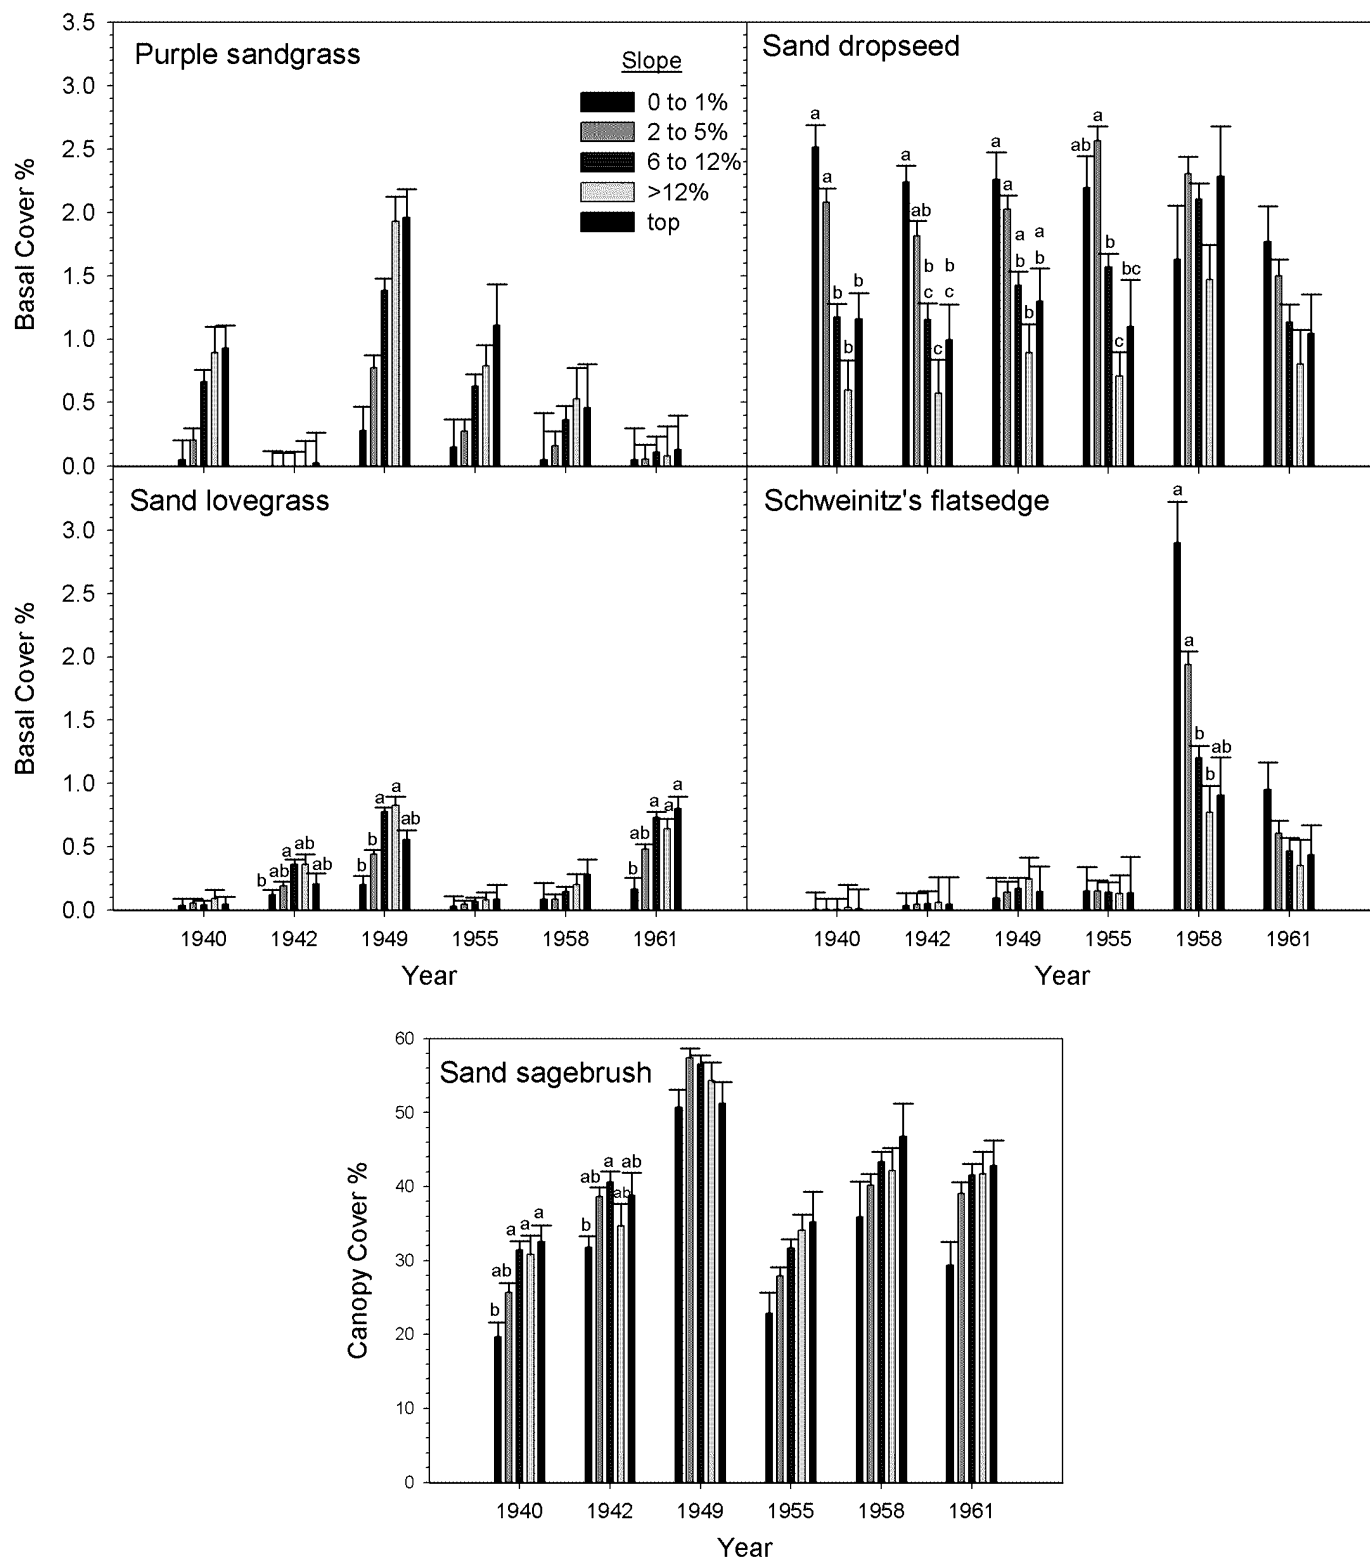 Purple sandgrass
Slope
0 to 1%
2 to 5%
6 to 12%
>12%
top
3.5
3.0
2.5
2.0
1.5
1.0
0.5
0.0
Basal Cover %
Sand dropseed
a
a
b
b
b
a
ab
b
c
c
b
c
a
a
a
b
b
a
b
ab
a
b
c
bc
Sand lovegrass
3.0
2.5
2.0
1.5
1.0
0.5
0.0
Basal Cover %
b
ab
a
ab
ab
b
b
a
a
ab
b
ab
a
a
a
1940 1942 1949 1955 1958 1961
Year
Schweinitz's flatsedge
a
a
b
b
ab
1940 1942 1949 1955 1958 1961
Year
Sand sagebrush
60
50
40
30
20
10
0
Canopy Cover %
b
ab
a
a
a
b
ab
a
ab
ab
1940 1942 1949 1955 1958 1961
Year